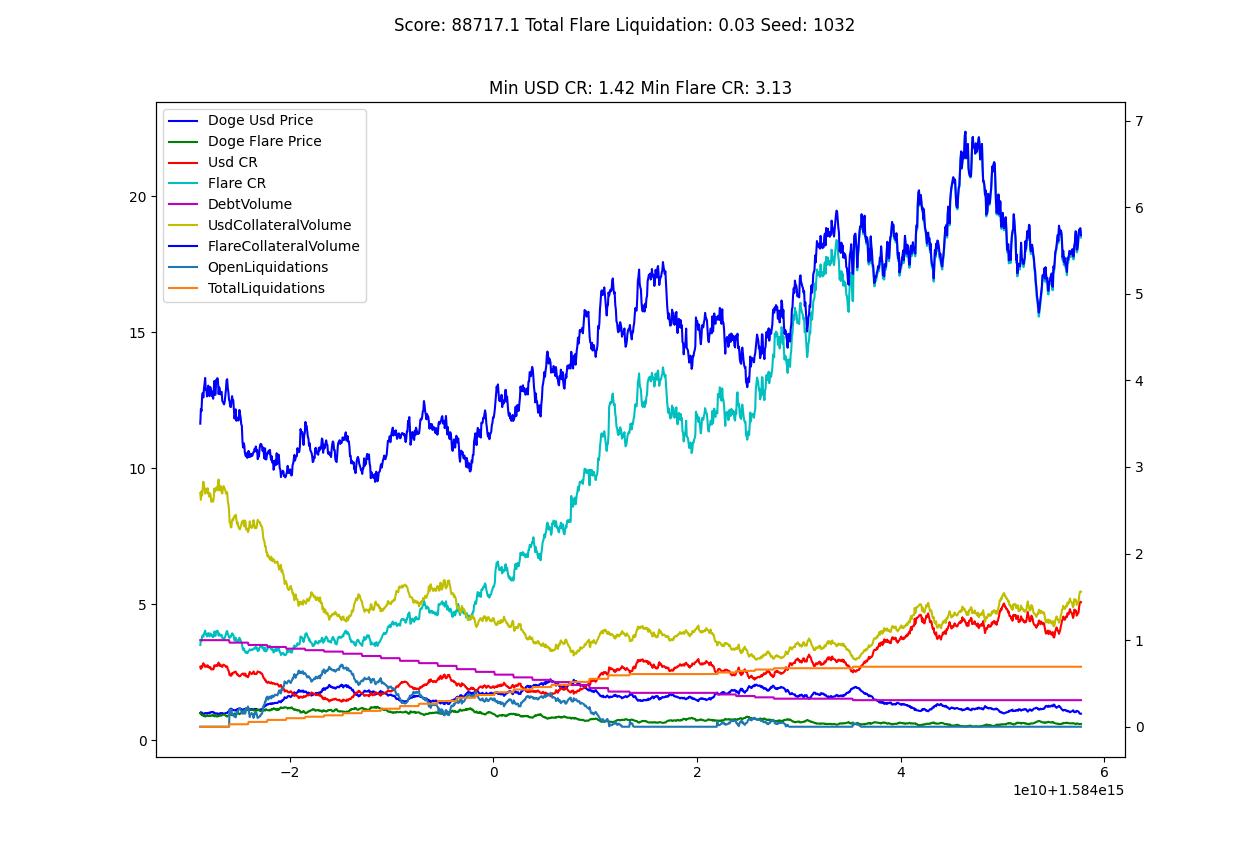 Score: 88717.1 Total Flare Liquidation: 0.03 Seed: 1032
Min USD CR: 1.42 Min Flare CR: 3.13
Doge Usd Price
Doge Flare Price
Usd CR
Flare CR
DebtVolume
UsdCollateralVolume
FlareCollateralVolume
OpenLiquidations
TotalLiquidations
20
15
10
5
0
7
6
5
4
3
2
1
0
−2 0 2 4 6
1e10+1.584e15